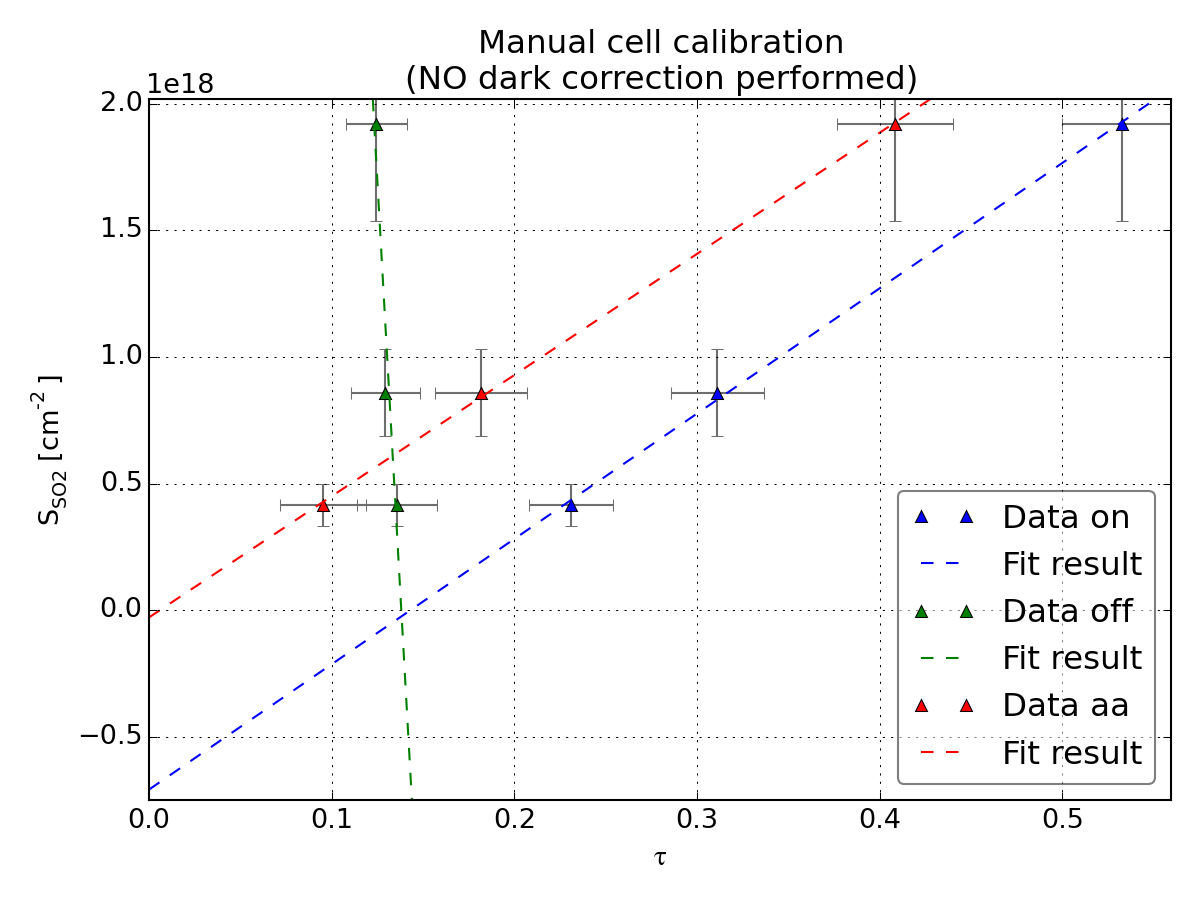 Manual cell calibration
(NO dark correction performed)
1e18
2.0
1.5
1.0
0.5
0.0
−0.5
S_SO2 [cm^-2 ]
0.0 0.1 0.2 0.3 0.4 0.5
τ
Data on
Fit result
Data off
Fit result
Data aa
Fit result